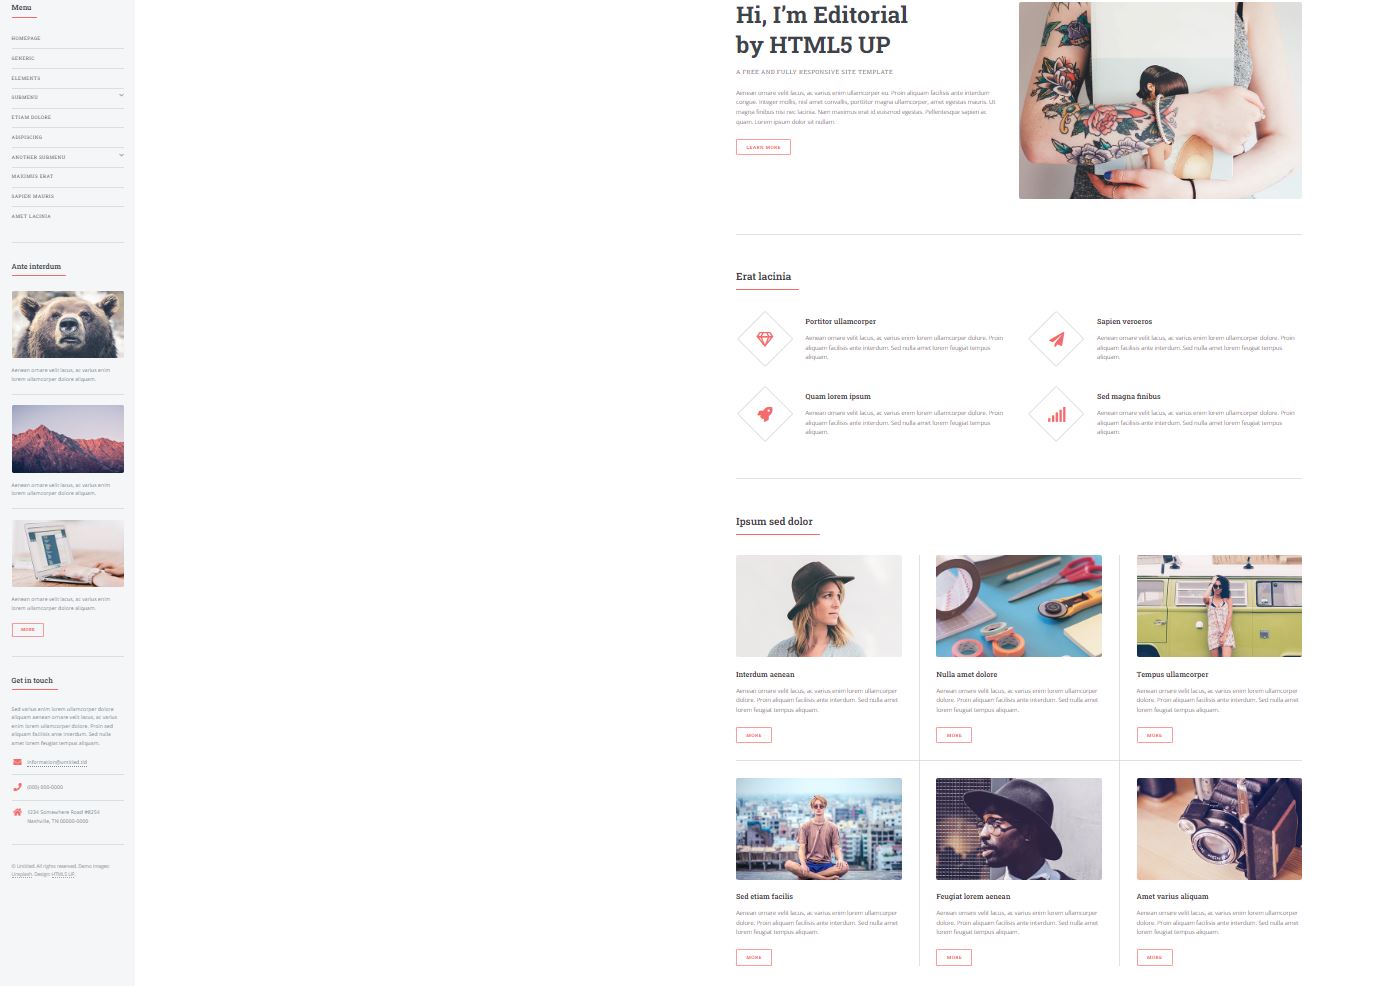 Menu
HOMEPAGE
GENERIC
ELEMENTS
SUBMENU
ETIAM DOLORE
ADIPISCING
ANOTHER SUBMENU
MAXIMUS ERAT
SAPIEN MAURIS
AMET LACINIA
Ante interdum
Aenean ornare velit lacus, ac varius enim
lorem ullamcorper dolore aliquam.
Aenean ornare velit lacus, ac varius enim
lorem ullamcorper dolore aliquam.
Aenean ornare velit lacus, ac varius enim
lorem ullamcorper dolore aliquam.
MORE
Get in touch
Sed varius enim lorem ullamcorper dolore
aliquam aenean ornare velit lacus, ac varius
enim lorem ullamcorper dolore. Proin sed
aliquam facilisis ante interdum. Sed nulla
amet lorem feugiat tempus aliquam.
information@untitled.tld
(000) 000-0000
1234 Somewhere Road #8254
Nashville, TN 00000-0000
© Untitled. All rights reserved. Demo Images:
Unsplash. Design: HTML5 UP.
Hi, I’m Editorial
by HTML5 UP
A FREE AND FULLY RESPONSIVE SITE TEMPLATE
Aenean ornare velit lacus, ac varius enim ullamcorper eu. Proin aliquam facilisis ante interdum
congue. Integer mollis, nisl amet convallis, porttitor magna ullamcorper, amet egestas mauris. Ut
magna finibus nisi nec lacinia. Nam maximus erat id euismod egestas. Pellentesque sapien ac
quam. Lorem ipsum dolor sit nullam.
LEARN MORE
Erat lacinia
Portitor ullamcorper
Aenean ornare velit lacus, ac varius enim lorem ullamcorper dolore. Proin
aliquam facilisis ante interdum. Sed nulla amet lorem feugiat tempus
aliquam.
Sapien veroeros
Aenean ornare velit lacus, ac varius enim lorem ullamcorper dolore. Proin
aliquam facilisis ante interdum. Sed nulla amet lorem feugiat tempus
aliquam.
Quam lorem ipsum
Aenean ornare velit lacus, ac varius enim lorem ullamcorper dolore. Proin
aliquam facilisis ante interdum. Sed nulla amet lorem feugiat tempus
aliquam.
Sed magna finibus
Aenean ornare velit lacus, ac varius enim lorem ullamcorper dolore. Proin
aliquam facilisis ante interdum. Sed nulla amet lorem feugiat tempus
aliquam.
Ipsum sed dolor
Interdum aenean
Aenean ornare velit lacus, ac varius enim lorem ullamcorper
dolore. Proin aliquam facilisis ante interdum. Sed nulla amet
lorem feugiat tempus aliquam.
MORE
Nulla amet dolore
Aenean ornare velit lacus, ac varius enim lorem ullamcorper
dolore. Proin aliquam facilisis ante interdum. Sed nulla amet
lorem feugiat tempus aliquam.
MORE
Tempus ullamcorper
Aenean ornare velit lacus, ac varius enim lorem ullamcorper
dolore. Proin aliquam facilisis ante interdum. Sed nulla amet
lorem feugiat tempus aliquam.
MORE
Sed etiam facilis
Aenean ornare velit lacus, ac varius enim lorem ullamcorper
dolore. Proin aliquam facilisis ante interdum. Sed nulla amet
lorem feugiat tempus aliquam.
MORE
Feugiat lorem aenean
Aenean ornare velit lacus, ac varius enim lorem ullamcorper
dolore. Proin aliquam facilisis ante interdum. Sed nulla amet
lorem feugiat tempus aliquam.
MORE
Amet varius aliquam
Aenean ornare velit lacus, ac varius enim lorem ullamcorper
dolore. Proin aliquam facilisis ante interdum. Sed nulla amet
lorem feugiat tempus aliquam.
MORE